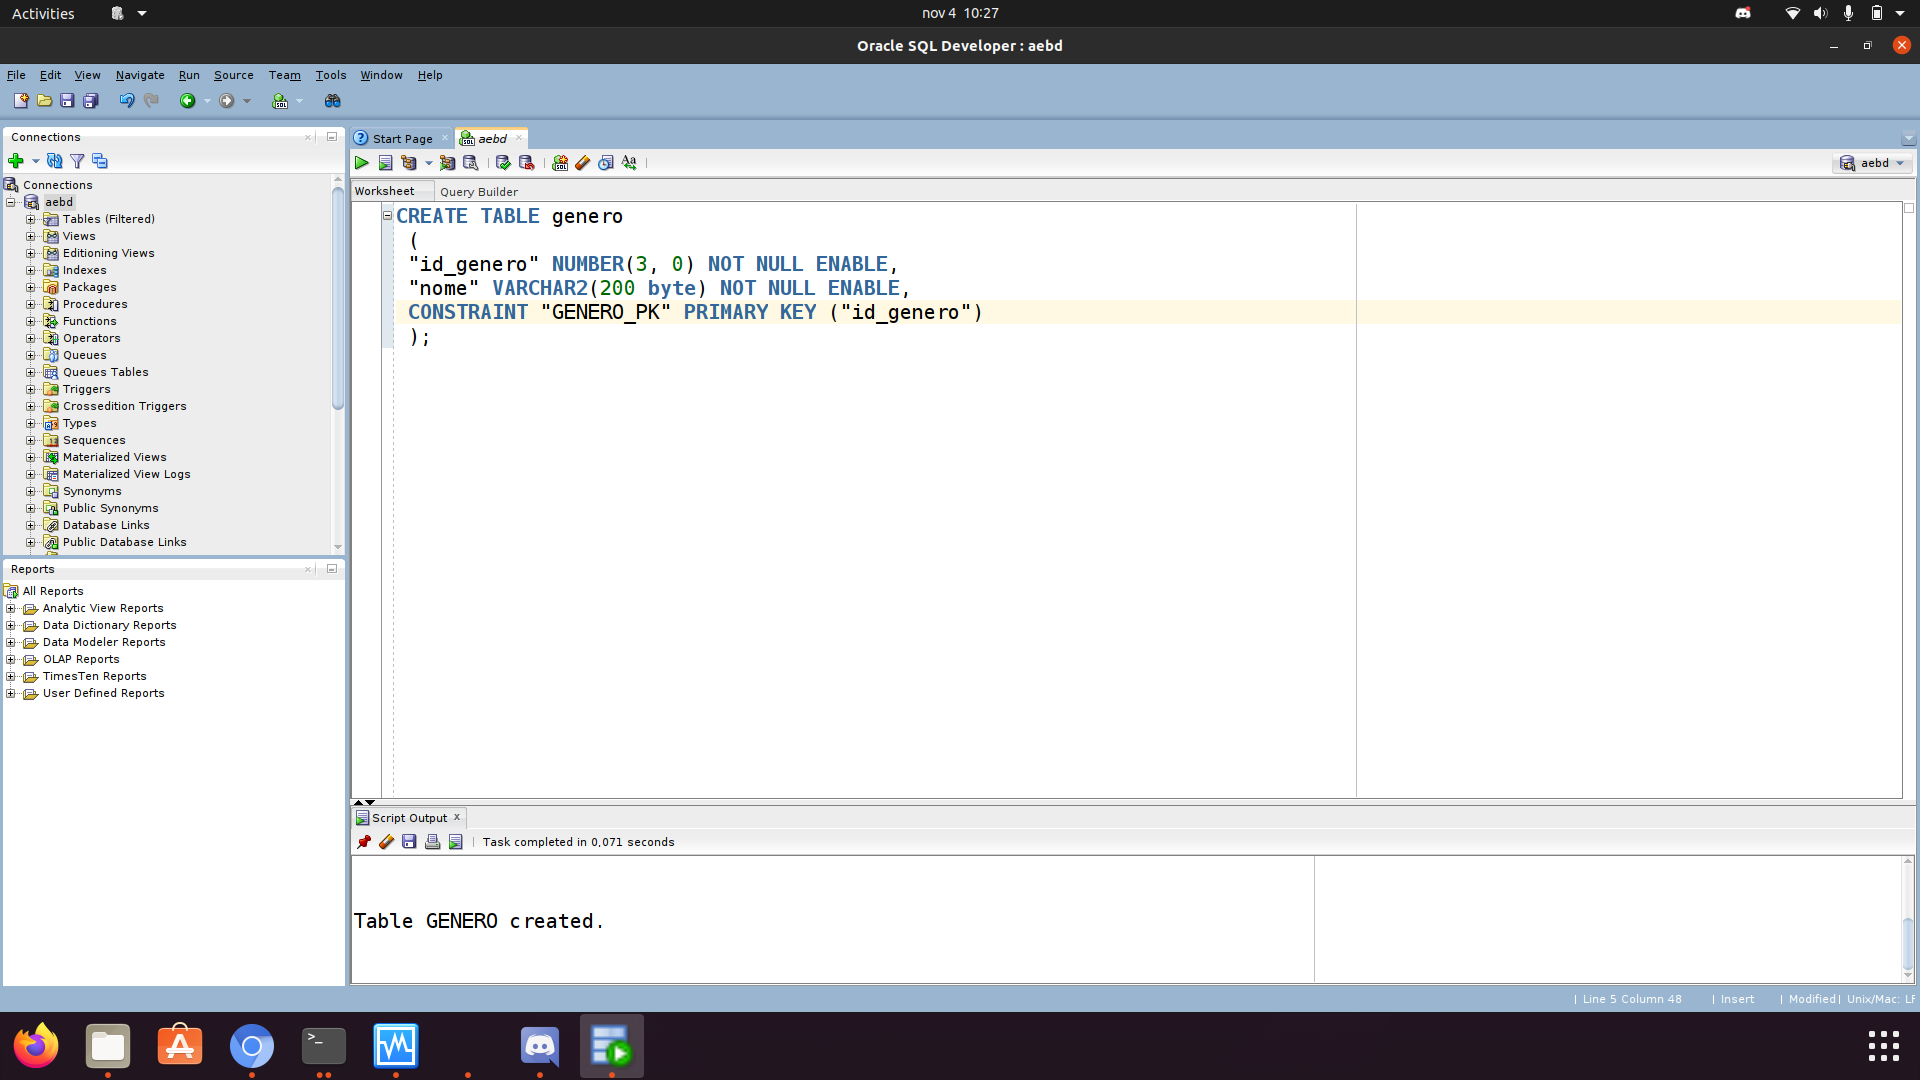 Activities
nov 4 10:27
Oracle SQL Developer : aebd
File Edit View Navigate Run Source Team Tools Window Help
Connections
Connections
aebd
Tables (Filtered)
Views
Editioning Views
Indexes
Packages
Procedures
Functions
Operators
Queues
Queues Tables
Triggers
Crossedition Triggers
Types
Sequences
Materialized Views
Materialized View Logs
Synonyms
Public Synonyms
Database Links
Public Database Links
Reports
All Reports
Analytic View Reports
Data Dictionary Reports
Data Modeler Reports
OLAP Reports
TimesTen Reports
User Defined Reports
Start Page
aebd
aebd
Worksheet
Query Builder
CREATE TABLE genero
(
"id_genero" NUMBER(3, 0) NOT NULL ENABLE,
"nome" VARCHAR2(200 byte) NOT NULL ENABLE,
CONSTRAINT "GENERO_PK" PRIMARY KEY ("id_genero")
);
Script Output
Task completed in 0,071 seconds
Table GENERO created.
Line 5 Column 48 | Insert | Modified | Unix/Mac: LF